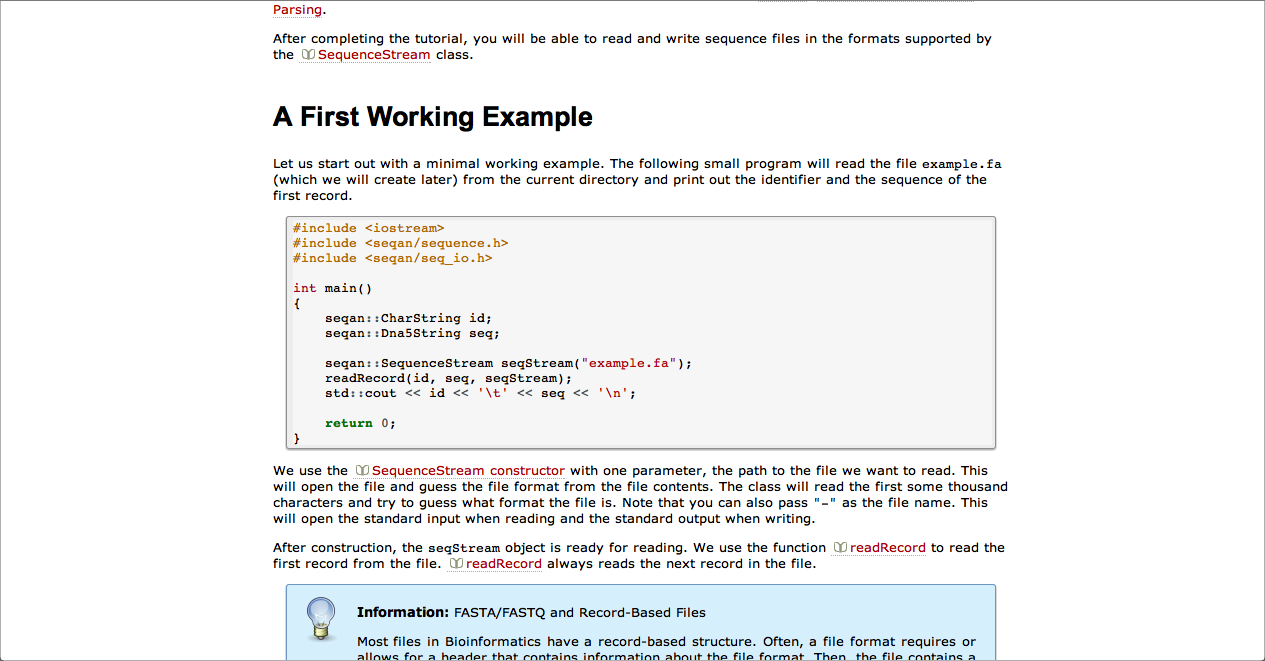 Parsing.
After completing the tutorial, you will be able to read and write sequence files in the formats supported by
the SequenceStream class.
A First Working Example
Let us start out with a minimal working example. The following small program will read the file example.fa
(which we will create later) from the current directory and print out the identifier and the sequence of the
first record.
#include <iostream>
#include <seqan/sequence.h>
#include <seqan/seq_io.h>
int main()
{
    seqan::CharString id;
    seqan::Dna5String seq;
    seqan::SequenceStream seqStream("example.fa");
    readRecord(id, seq, seqStream);
    std::cout << id << '\t' << seq << '\n';
    return 0;
}
We use the SequenceStream constructor with one parameter, the path to the file we want to read. This
will open the file and guess the file format from the file contents. The class will read the first some thousand
characters and try to guess what format the file is. Note that you can also pass "-" as the file name. This
will open the standard input when reading and the standard output when writing.
After construction, the seqStream object is ready for reading. We use the function readRecord to read the
first record from the file. readRecord always reads the next record in the file.
Information: FASTA/FASTQ and Record-Based Files
Most files in Bioinformatics have a record-based structure. Often, a file format requires or
allows for a header that contains information about the file format. Then, the file contains a